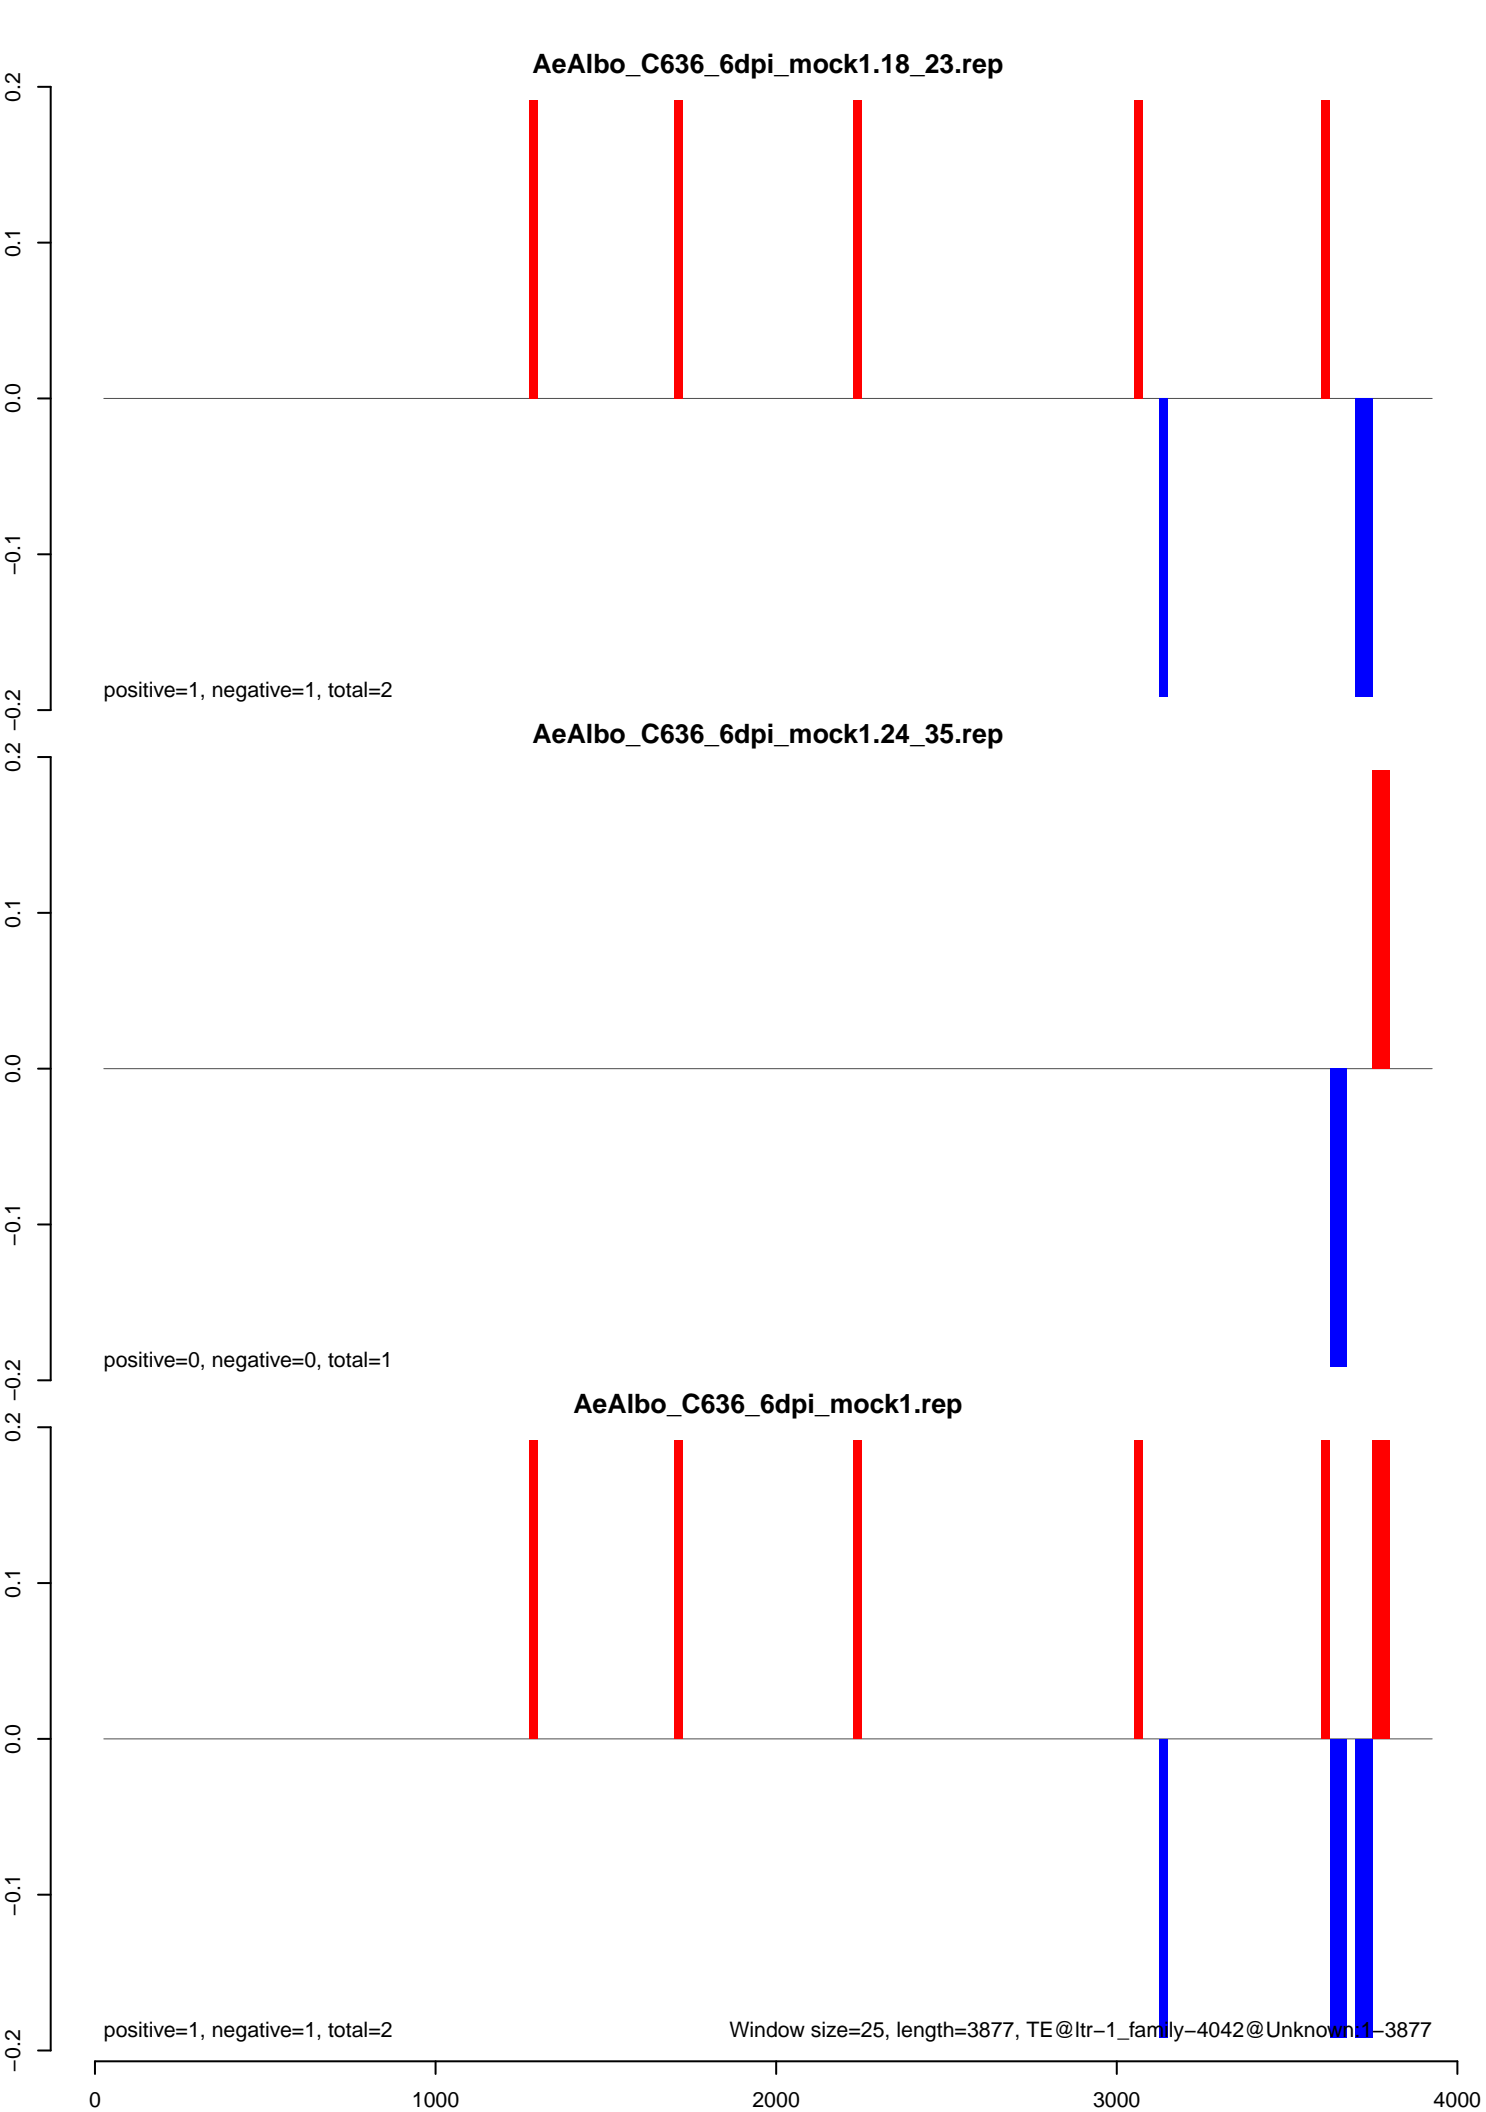 AeAlbo_C636_6dpi_mock1.18_23.rep
0.2
0.1
0.0
−0.1
−0.2
positive=1, negative=1, total=2
AeAlbo_C636_6dpi_mock1.24_35.rep
0.2
0.1
0.0
−0.1
−0.2
positive=0, negative=0, total=1
AeAlbo_C636_6dpi_mock1.rep
0.2
0.1
0.0
−0.1
−0.2
positive=1, negative=1, total=2
Window size=25, length=3877, TE@ltr−1_family−4042@Unknown:1−3877
0 1000 2000 3000 4000